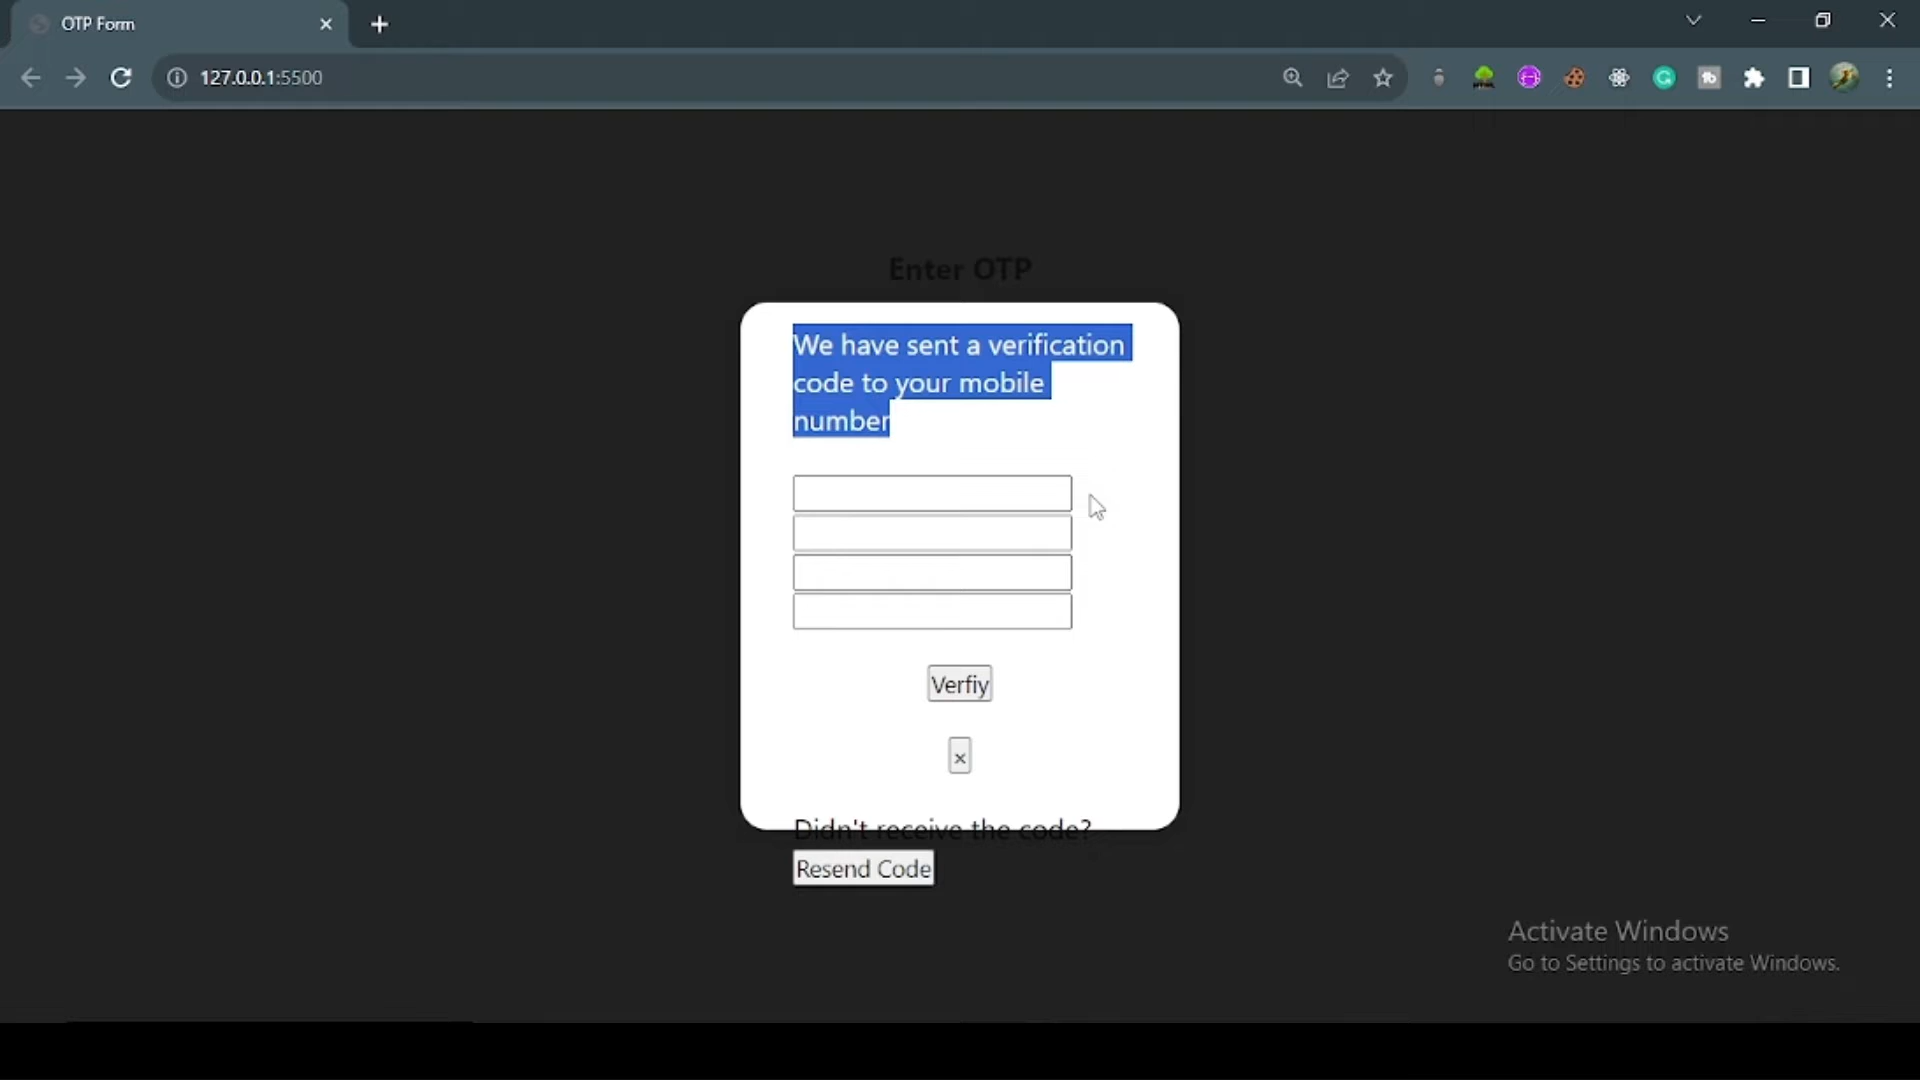 OTP Form
127.0.0.1:5500
Enter OTP
We have sent a verification
code to your mobile
number
Verfiy
×
Didn't receive the code?
Resend Code
Activate Windows
Go to Settings to activate Windows.